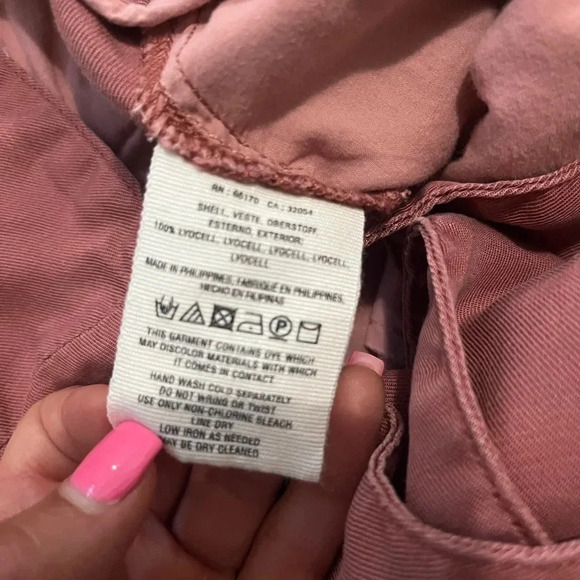 RN: 66170 CA: 32054
SHELL, VESTE, OBERSTOFF,
ESTERNO, EXTERIOR:
100% LYOCELL, LYOCELL, LYOCELL, LYOCELL,
LYOCELL
MADE IN PHILIPPINES, FABRIQUÉ EN PHILIPPINES,
HECHO EN FILIPINAS
P
THIS GARMENT CONTAINS DYE WHICH
MAY DISCOLOR MATERIALS WITH WHICH
IT COMES IN CONTACT
HAND WASH COLD SEPARATELY
DO NOT WRING OR TWIST
USE ONLY NON-CHLORINE BLEACH
LINE DRY
LOW IRON AS NEEDED
MAY BE DRY CLEANED